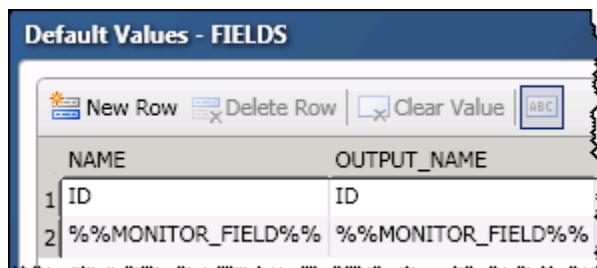 Default Values - FIELDS
New Row Delete Row Clear Value ABC
NAME OUTPUT_NAME
1 ID ID
2 %%MONITOR_FIELD%% %%MONITOR_FIELD%%